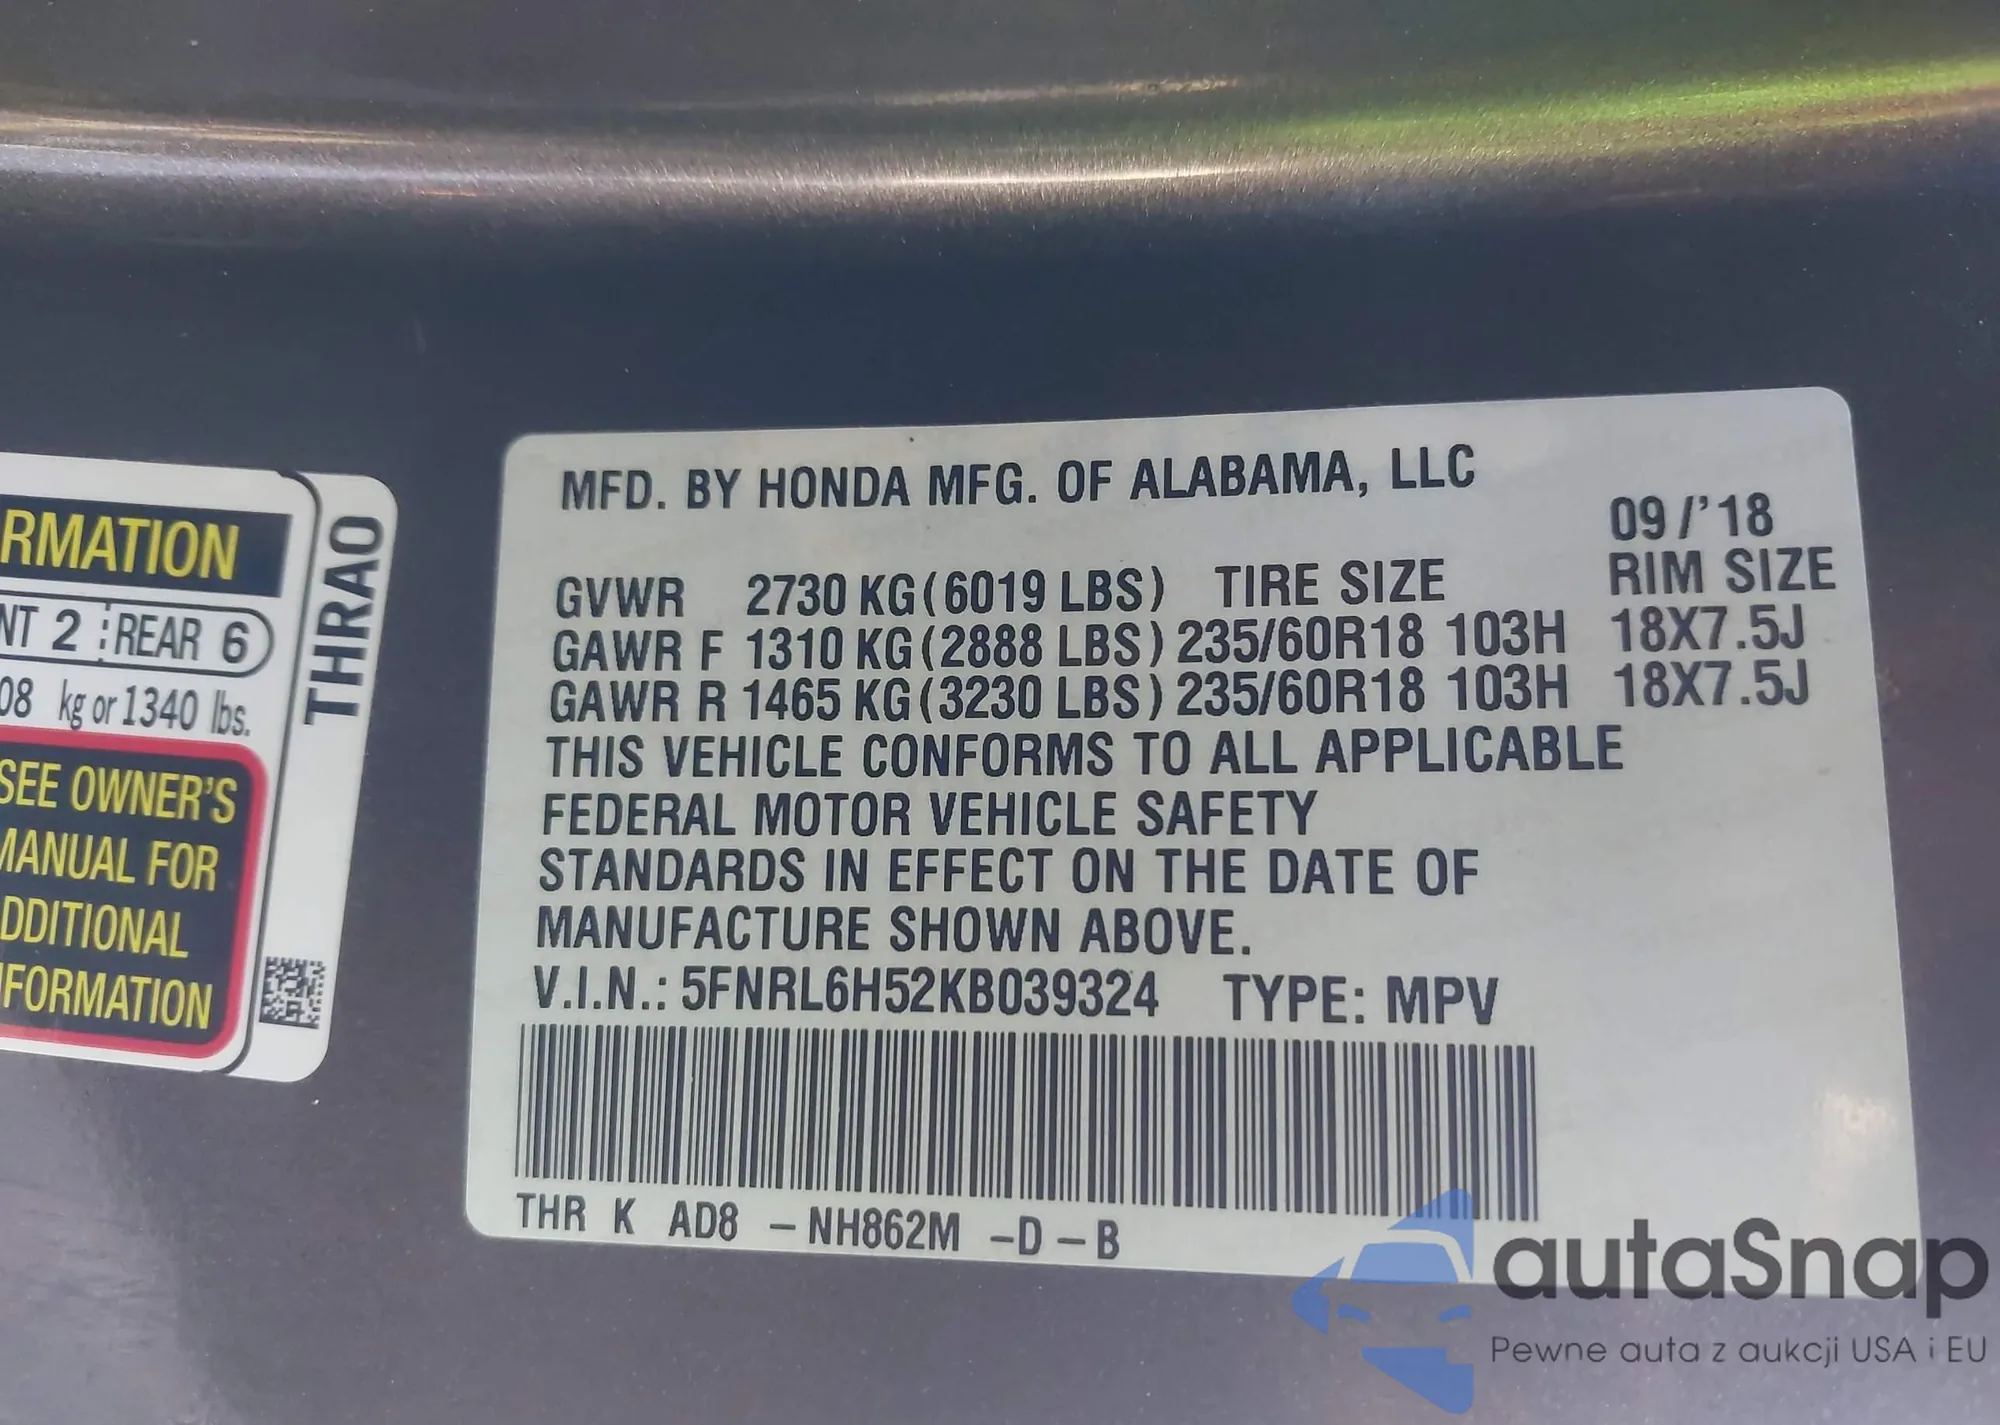 RMATION
NT 2 REAR 6
08 kg or 1340 lbs.
SEE OWNER'S
MANUAL FOR
DDITIONAL
FORMATION
THRAO
MFD. BY HONDA MFG. OF ALABAMA, LLC
09/'18
GVWR 2730 KG (6019 LBS) TIRE SIZE RIM SIZE
GAWR F 1310 KG (2888 LBS) 235/60R18 103H 18X7.5J
GAWR R 1465 KG (3230 LBS) 235/60R18 103H 18X7.5J
THIS VEHICLE CONFORMS TO ALL APPLICABLE
FEDERAL MOTOR VEHICLE SAFETY
STANDARDS IN EFFECT ON THE DATE OF
MANUFACTURE SHOWN ABOVE.
V.I.N.: 5FNRL6H52KB039324 TYPE: MPV
THR K AD8 – NH862M – D – B
autaSnap
Pewne auta z aukcji USA i EU